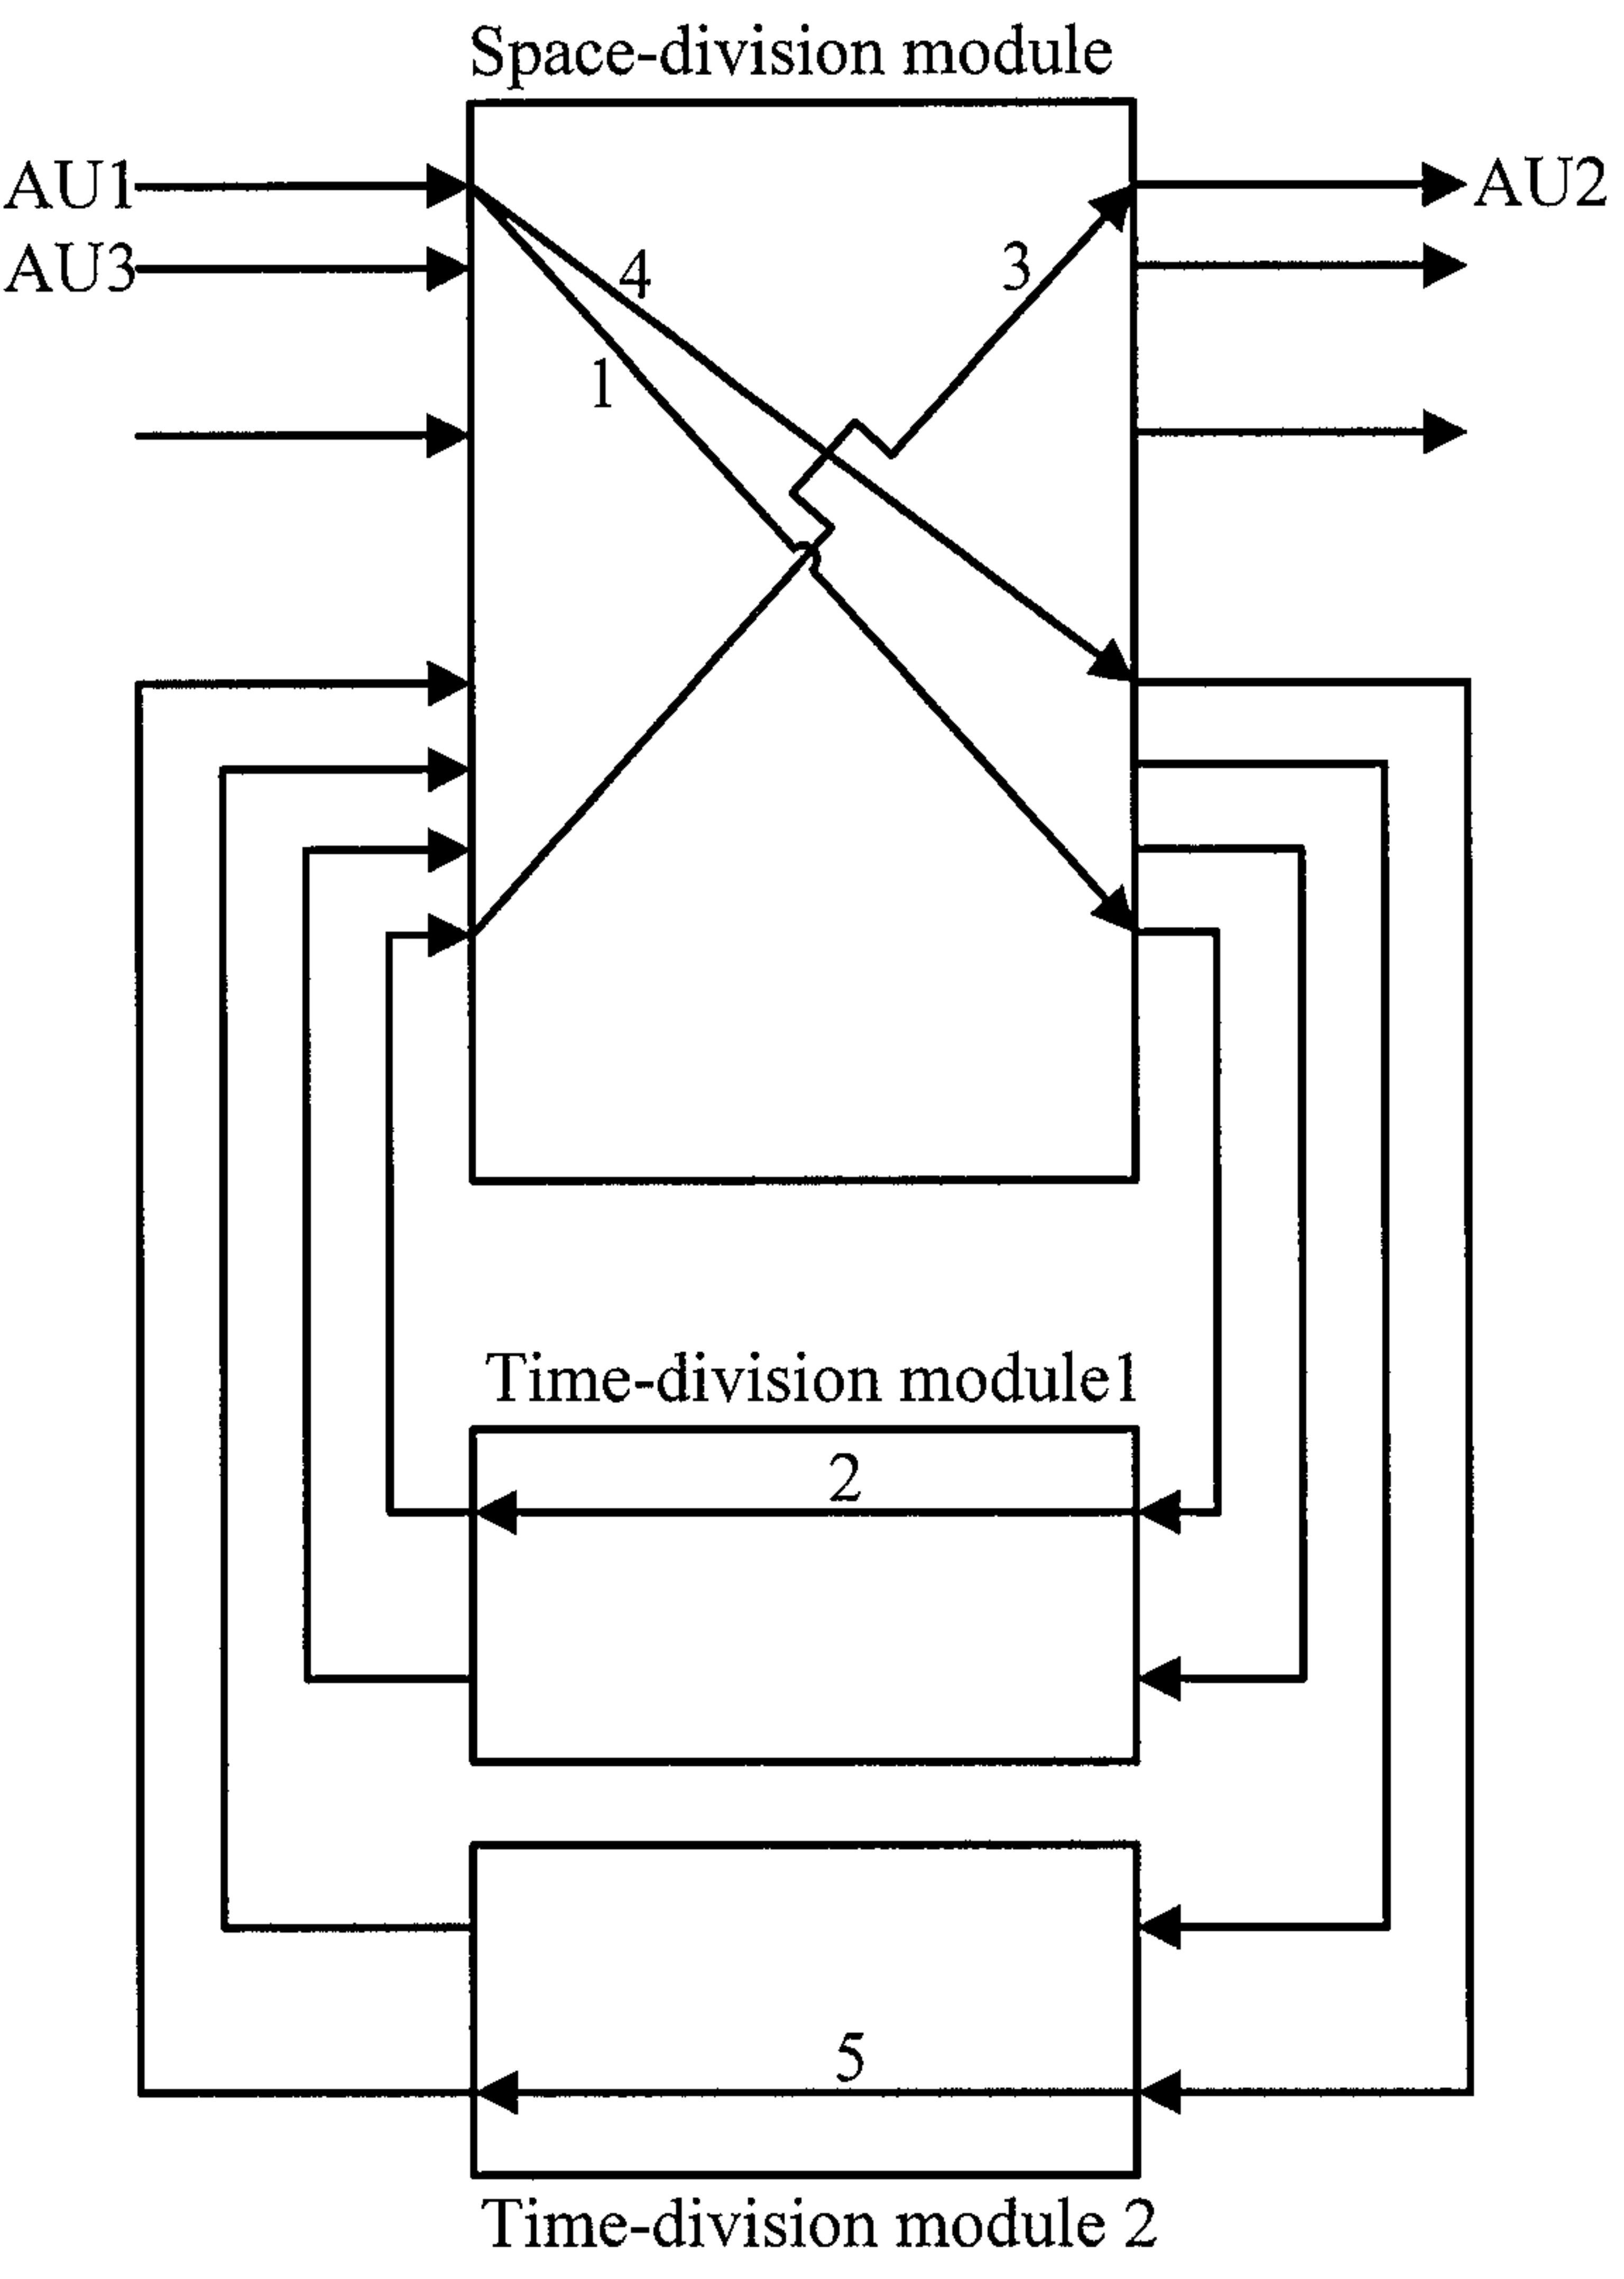 Space-division module
AU1
AU2
AU3
4
3
1
Time-division module1
2
5
Time-division module 2